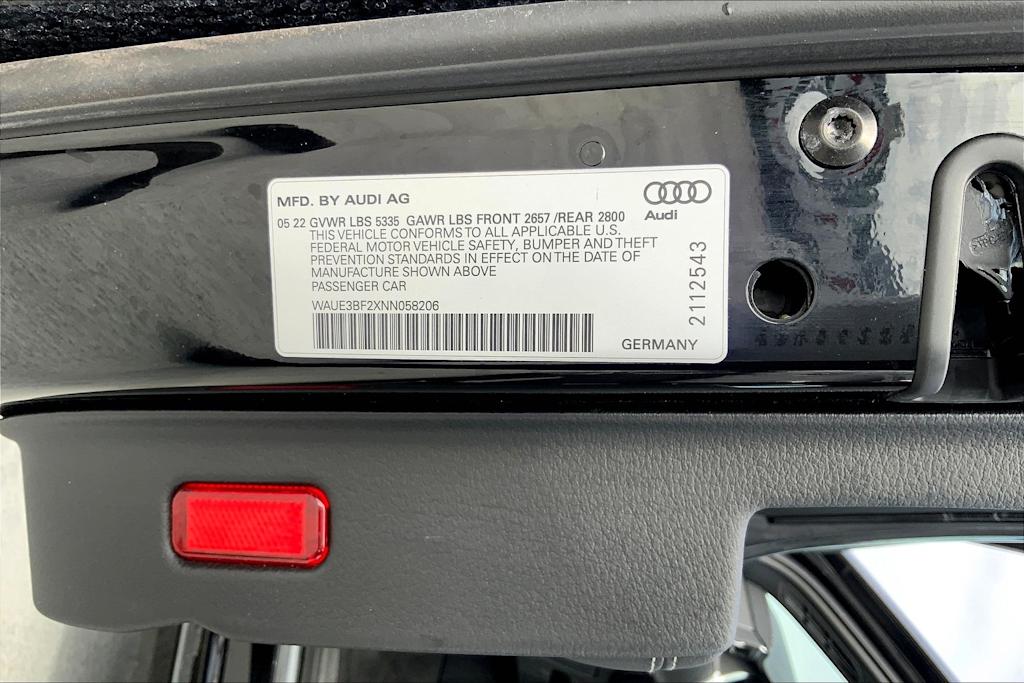 MFD. BY AUDI AG
Audi
05 22 GVWR LBS 5335 GAWR LBS FRONT 2657 /REAR 2800
THIS VEHICLE CONFORMS TO ALL APPLICABLE U.S.
FEDERAL MOTOR VEHICLE SAFETY, BUMPER AND THEFT
PREVENTION STANDARDS IN EFFECT ON THE DATE OF
MANUFACTURE SHOWN ABOVE
PASSENGER CAR
WAUE3BF2XNN058206
GERMANY
2112543